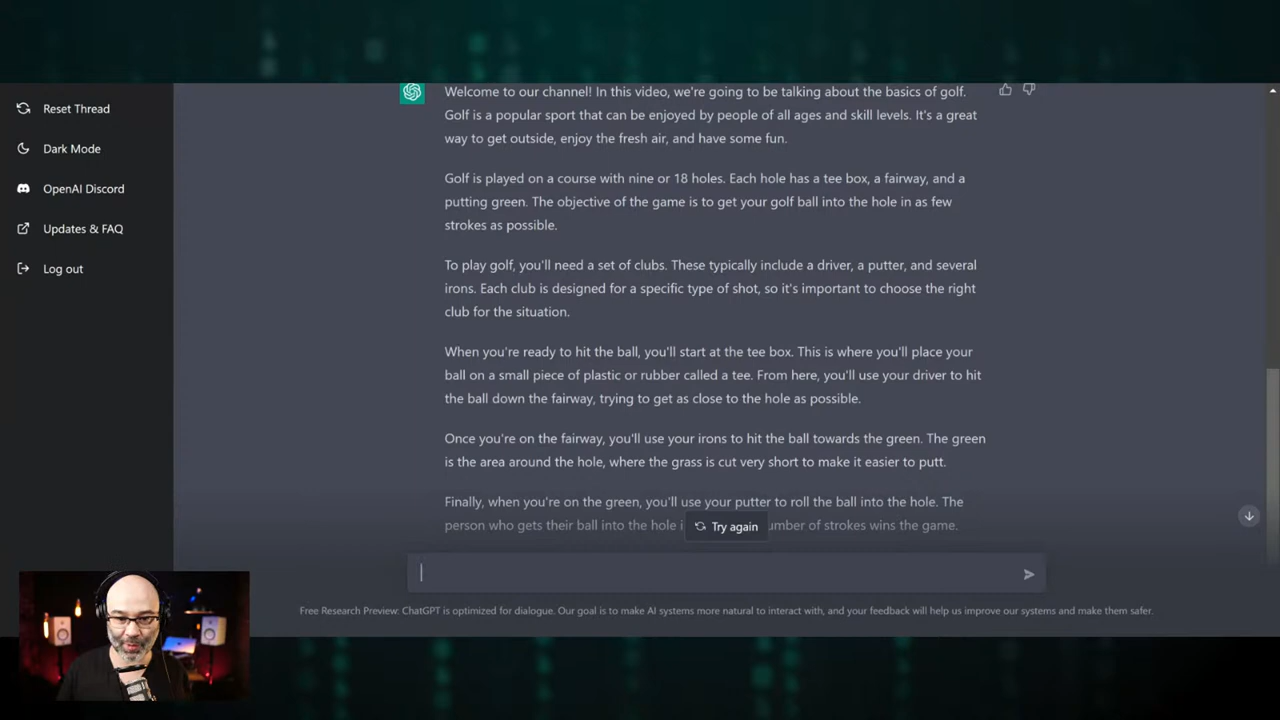 Reset Thread
Dark Mode
OpenAI Discord
Updates & FAQ
Log out
Welcome to our channel! In this video, we're going to be talking about the basics of golf.
Golf is a popular sport that can be enjoyed by people of all ages and skill levels. It's a great
way to get outside, enjoy the fresh air, and have some fun.
Golf is played on a course with nine or 18 holes. Each hole has a tee box, a fairway, and a
putting green. The objective of the game is to get your golf ball into the hole in as few
strokes as possible.
To play golf, you'll need a set of clubs. These typically include a driver, a putter, and several
irons. Each club is designed for a specific type of shot, so it's important to choose the right
club for the situation.
When you're ready to hit the ball, you'll start at the tee box. This is where you'll place your
ball on a small piece of plastic or rubber called a tee. From here, you'll use your driver to hit
the ball down the fairway, trying to get as close to the hole as possible.
Once you're on the fairway, you'll use your irons to hit the ball towards the green. The green
is the area around the hole, where the grass is cut very short to make it easier to putt.
Finally, when you're on the green, you'll use your putter to roll the ball into the hole. The
person who gets their ball into the hole number of strokes wins the game.
Try again
Free Research Preview: ChatGPT is optimized for dialogue. Our goal is to make AI systems more natural to interact with, and your feedback will help us improve our systems and make them safer.